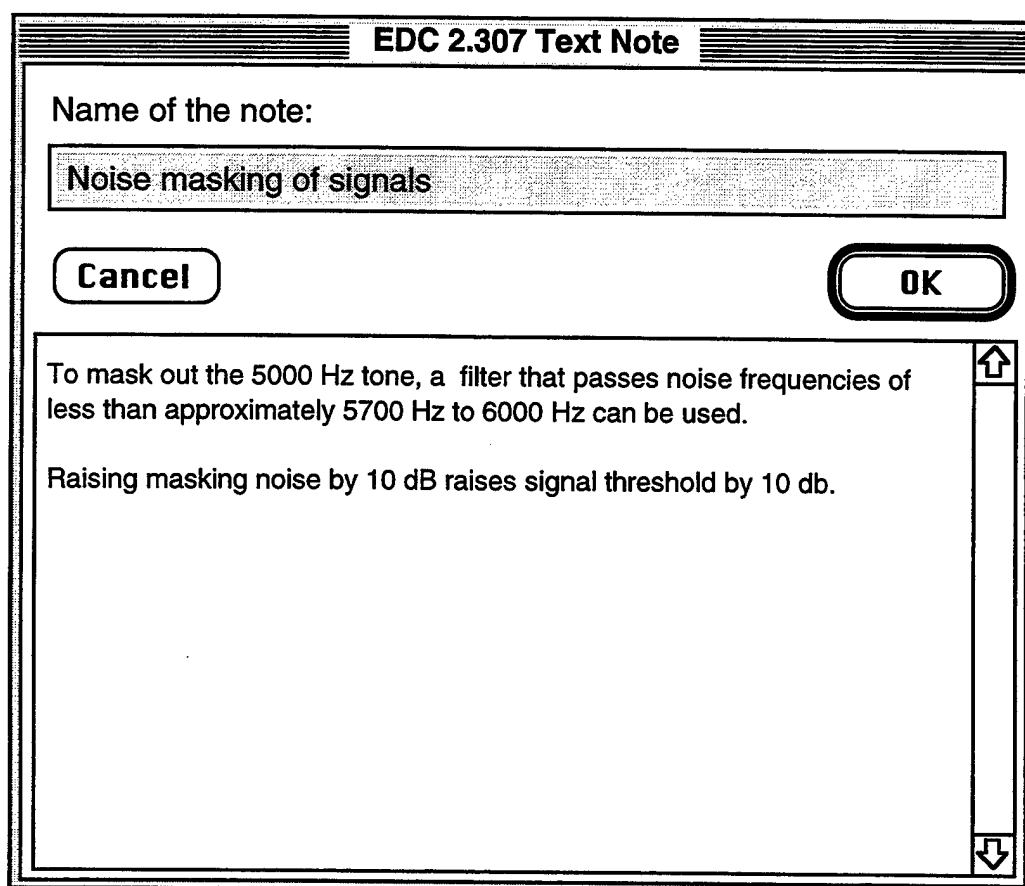 EDC 2.307 Text Note
Name of the note:
Noise masking of signals
Cancel
OK
To mask out the 5000 Hz tone, a filter that passes noise frequencies of
less than approximately 5700 Hz to 6000 Hz can be used.
Raising masking noise by 10 dB raises signal threshold by 10 db.